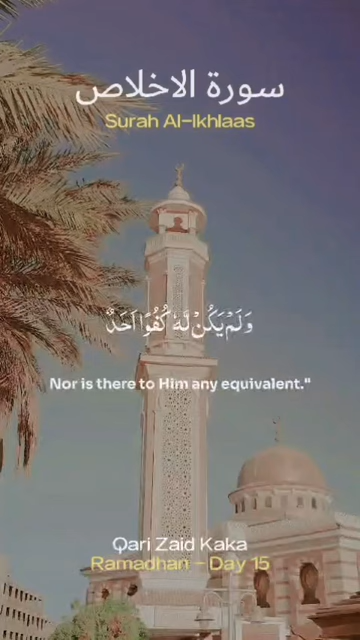 سورة الاخلاص
Surah Al-Ikhlaas
وَلَمْ يَكُنْ لَّهٗ كُفُوًا اَحَدٌ
Nor is there to Him any equivalent."
Qari Zaid Kaka
Ramadhan - Day 15